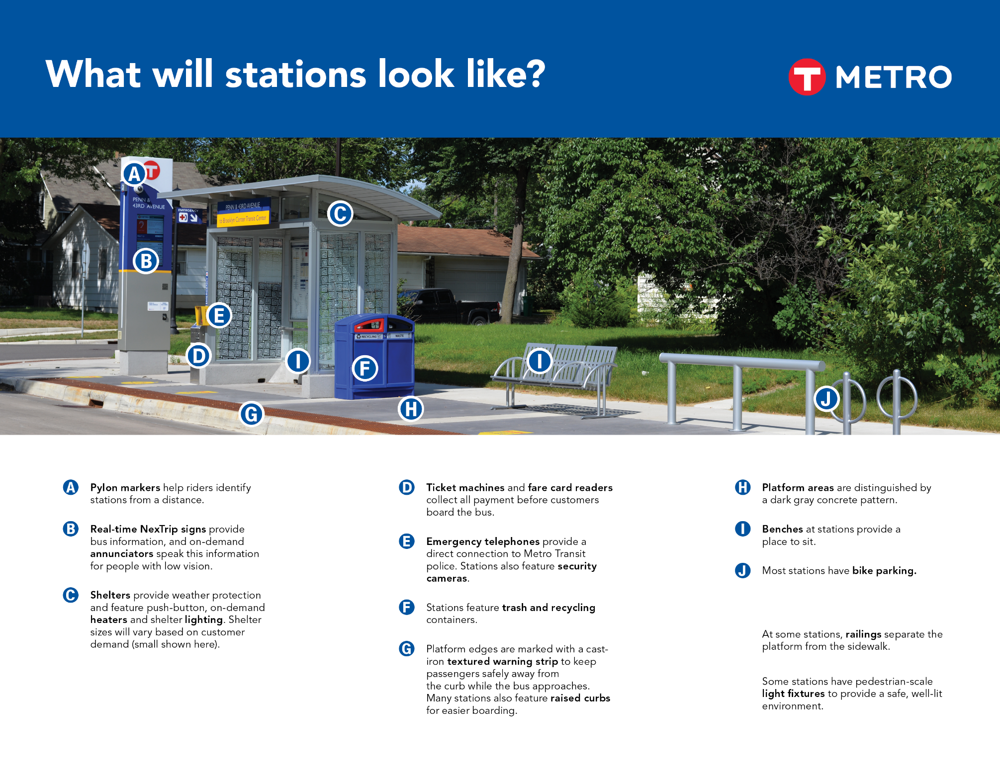 What will stations look like?
T METRO
A T
PENN &
43RD AVENUE
EMERGENCY
PENN & 43RD AVENUE
to Brooklyn Center Transit Center
C
B
EMERGENCY
E
RECYCLING
WASTE
D
I
F
I
J
G
H
A Pylon markers help riders identify
stations from a distance.
B Real-time NexTrip signs provide
bus information, and on-demand
annunciators speak this information
for people with low vision.
C Shelters provide weather protection
and feature push-button, on-demand
heaters and shelter lighting. Shelter
sizes will vary based on customer
demand (small shown here).
D Ticket machines and fare card readers
collect all payment before customers
board the bus.
E Emergency telephones provide a
direct connection to Metro Transit
police. Stations also feature security
cameras.
F Stations feature trash and recycling
containers.
G Platform edges are marked with a cast-
iron textured warning strip to keep
passengers safely away from
the curb while the bus approaches.
Many stations also feature raised curbs
for easier boarding.
H Platform areas are distinguished by
a dark gray concrete pattern.
I Benches at stations provide a
place to sit.
J Most stations have bike parking.
At some stations, railings separate the
platform from the sidewalk.
Some stations have pedestrian-scale
light fixtures to provide a safe, well-lit
environment.